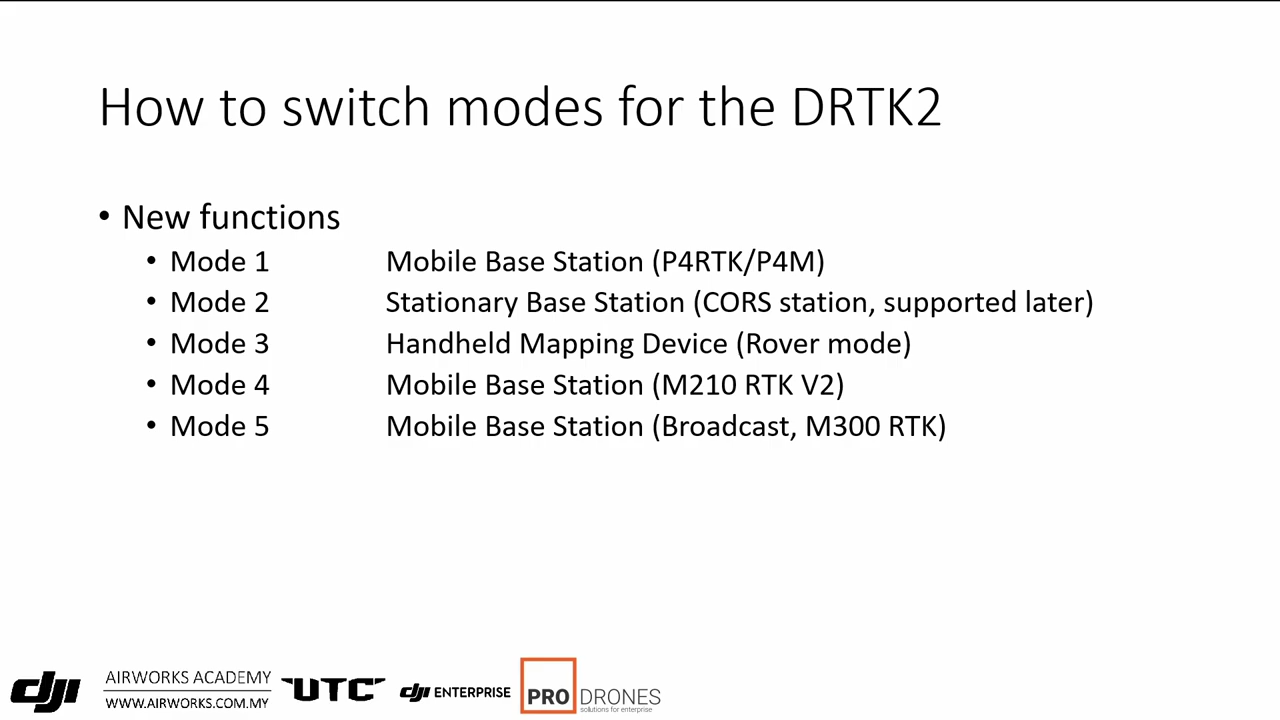 How to switch modes for the DRTK2
• New functions
• Mode 1 Mobile Base Station (P4RTK/P4M)
• Mode 2 Stationary Base Station (CORS station, supported later)
• Mode 3 Handheld Mapping Device (Rover mode)
• Mode 4 Mobile Base Station (M210 RTK V2)
• Mode 5 Mobile Base Station (Broadcast, M300 RTK)
dji
AIRWORKS ACADEMY
WWW.AIRWORKS.COM.MY
UTC
dji ENTERPRISE
PRO DRONES
solutions for enterprise